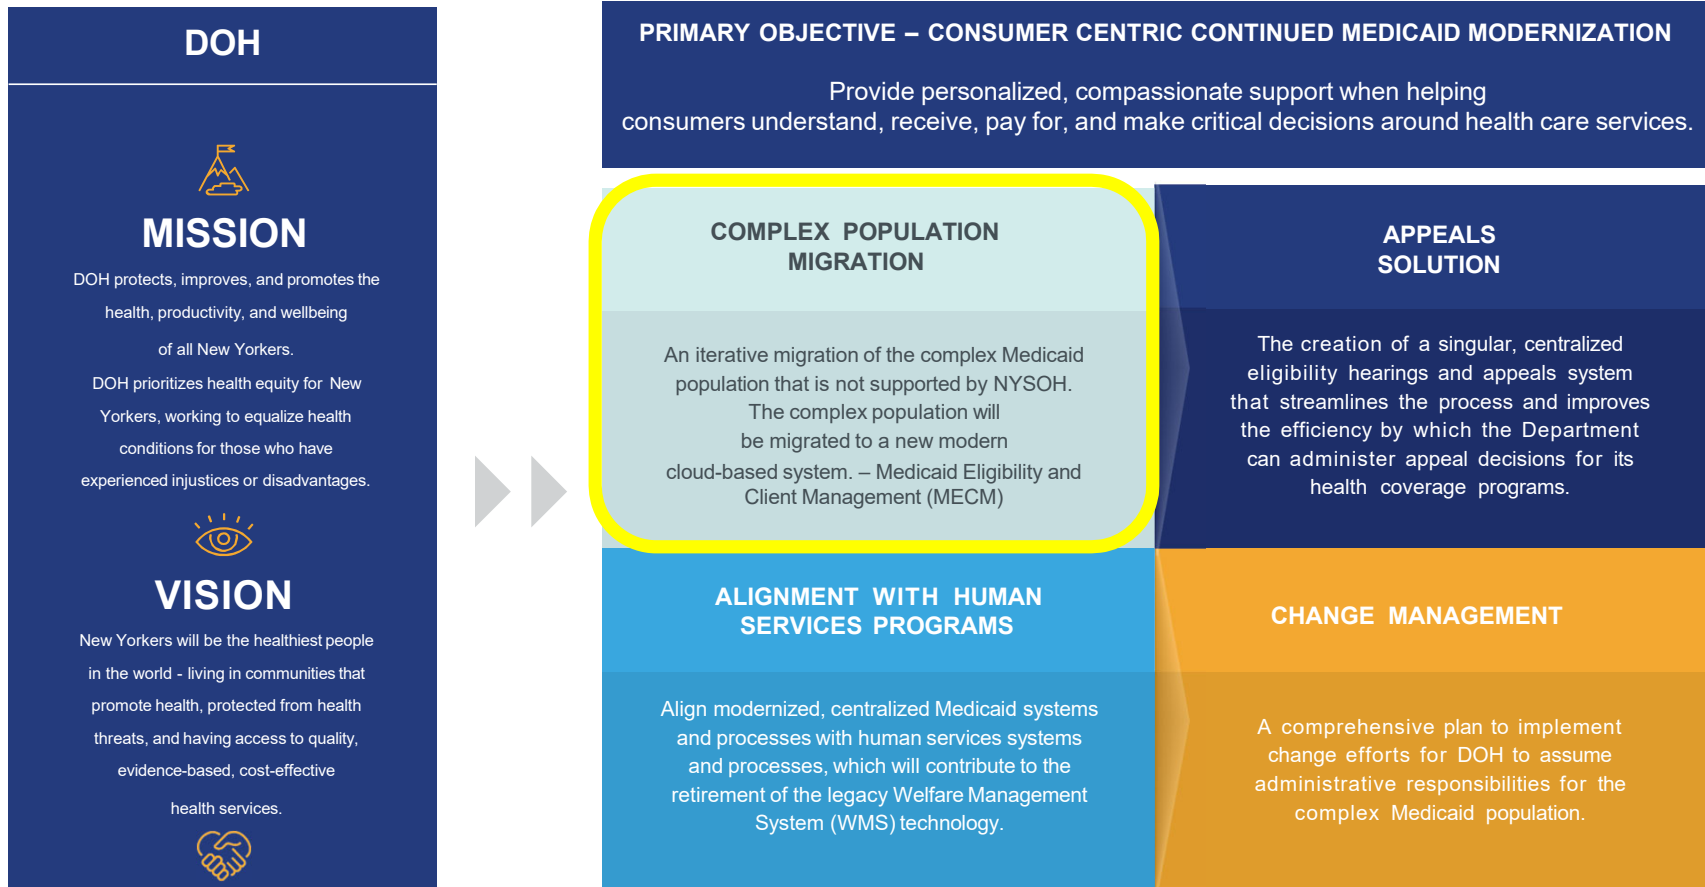 DOH
MISSION
DOH protects, improves, and promotes the
health, productivity, and wellbeing
of all New Yorkers.
DOH prioritizes health equity for New
Yorkers, working to equalize health
conditions for those who have
experienced injustices or disadvantages.
VISION
New Yorkers will be the healthiest people
in the world - living in communities that
promote health, protected from health
threats, and having access to quality,
evidence-based, cost-effective
health services.
PRIMARY OBJECTIVE – CONSUMER CENTRIC CONTINUED MEDICAID MODERNIZATION
Provide personalized, compassionate support when helping
consumers understand, receive, pay for, and make critical decisions around health care services.
COMPLEX POPULATION
MIGRATION
An iterative migration of the complex Medicaid
population that is not supported by NYSOH.
The complex population will
be migrated to a new modern
cloud-based system. – Medicaid Eligibility and
Client Management (MECM)
APPEALS
SOLUTION
The creation of a singular, centralized
eligibility hearings and appeals system
that streamlines the process and improves
the efficiency by which the Department
can administer appeal decisions for its
health coverage programs.
ALIGNMENT WITH HUMAN
SERVICES PROGRAMS
Align modernized, centralized Medicaid systems
and processes with human services systems
and processes, which will contribute to the
retirement of the legacy Welfare Management
System (WMS) technology.
CHANGE MANAGEMENT
A comprehensive plan to implement
change efforts for DOH to assume
administrative responsibilities for the
complex Medicaid population.